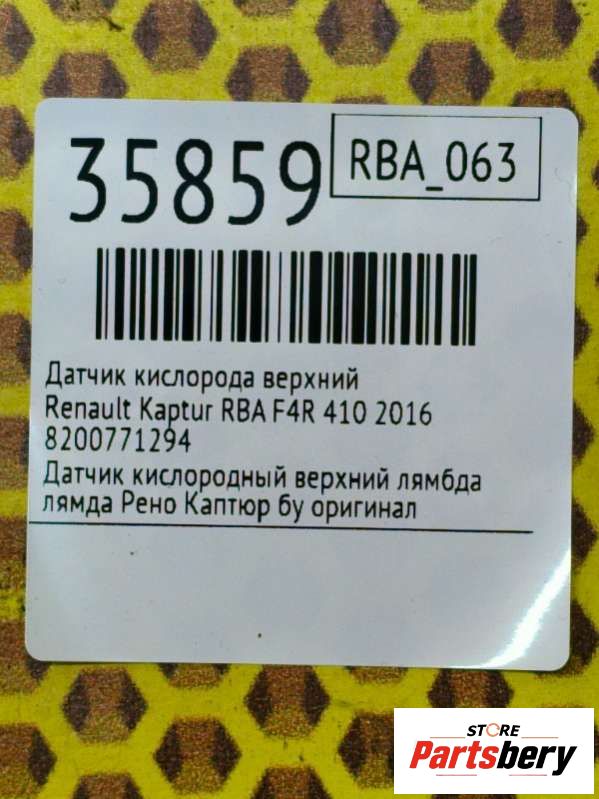 35859
RBA_063
Датчик кислорода верхний
Renault Kaptur RBA F4R 410 2016
8200771294
Датчик кислородный верхний лямбда
лямда Рено Каптюр бу оригинал
STORE
Partsbery